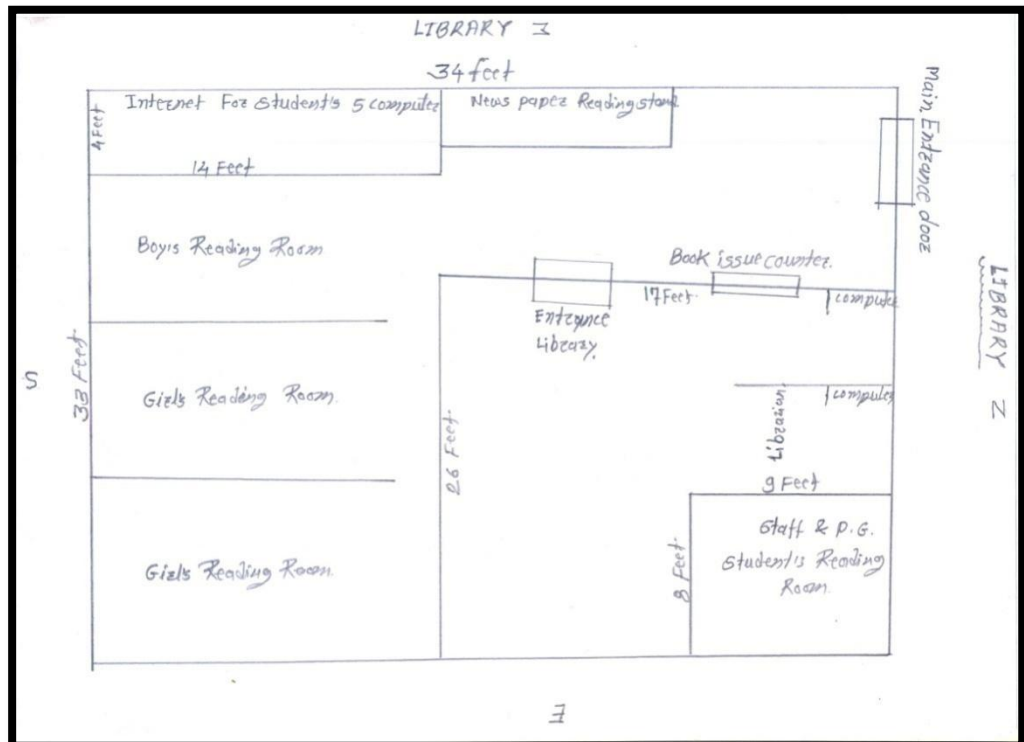 LIBRARY W
34 feet
Internet For Student's 5 computer
News paper Reading stand
4 Feet
14 Feet
Main Entrance door
Boy's Reading Room
Book issue counter.
17 Feet
computer
Entrance
Library
LIBRARY N
S
33 Feet
Girls Reading Room.
26 Feet
computer
Librarian
9 Feet
Staff & P.G.
Student's Reading
Room.
8 Feet
Girls Reading Room.
E